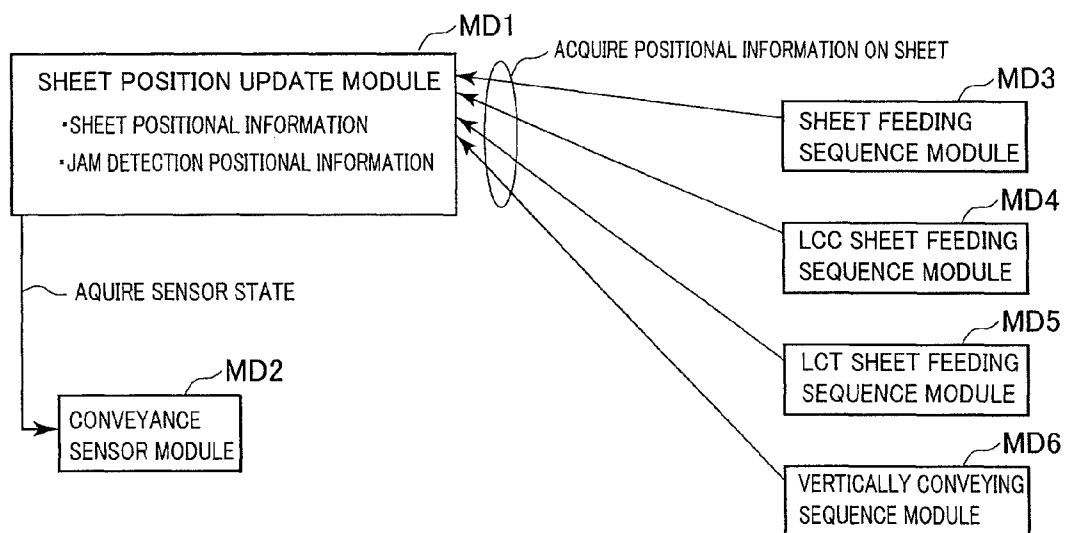 MD1
SHEET POSITION UPDATE MODULE
・SHEET POSITIONAL INFORMATION
・JAM DETECTION POSITIONAL INFORMATION
ACQUIRE POSITIONAL INFORMATION ON SHEET
MD3
SHEET FEEDING
SEQUENCE MODULE
MD4
LCC SHEET FEEDING
SEQUENCE MODULE
AQUIRE SENSOR STATE
MD5
LCT SHEET FEEDING
SEQUENCE MODULE
MD2
CONVEYANCE
SENSOR MODULE
MD6
VERTICALLY CONVEYING
SEQUENCE MODULE